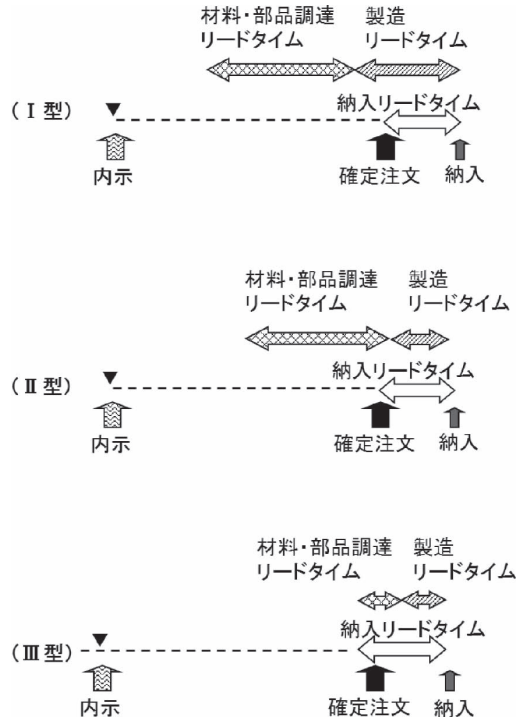 材料・部品調達 製造
リードタイム リードタイム
納入リードタイム
(Ⅰ型)
内示 確定注文 納入
材料・部品調達 製造
リードタイム リードタイム
納入リードタイム
(Ⅱ型)
内示 確定注文 納入
材料・部品調達 製造
リードタイム リードタイム
納入リードタイム
(Ⅲ型)
内示 確定注文 納入